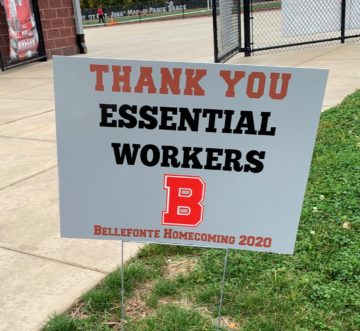 THANK YOU
ESSENTIAL
WORKERS
B
BELLEFONTE HOMECOMING 2020